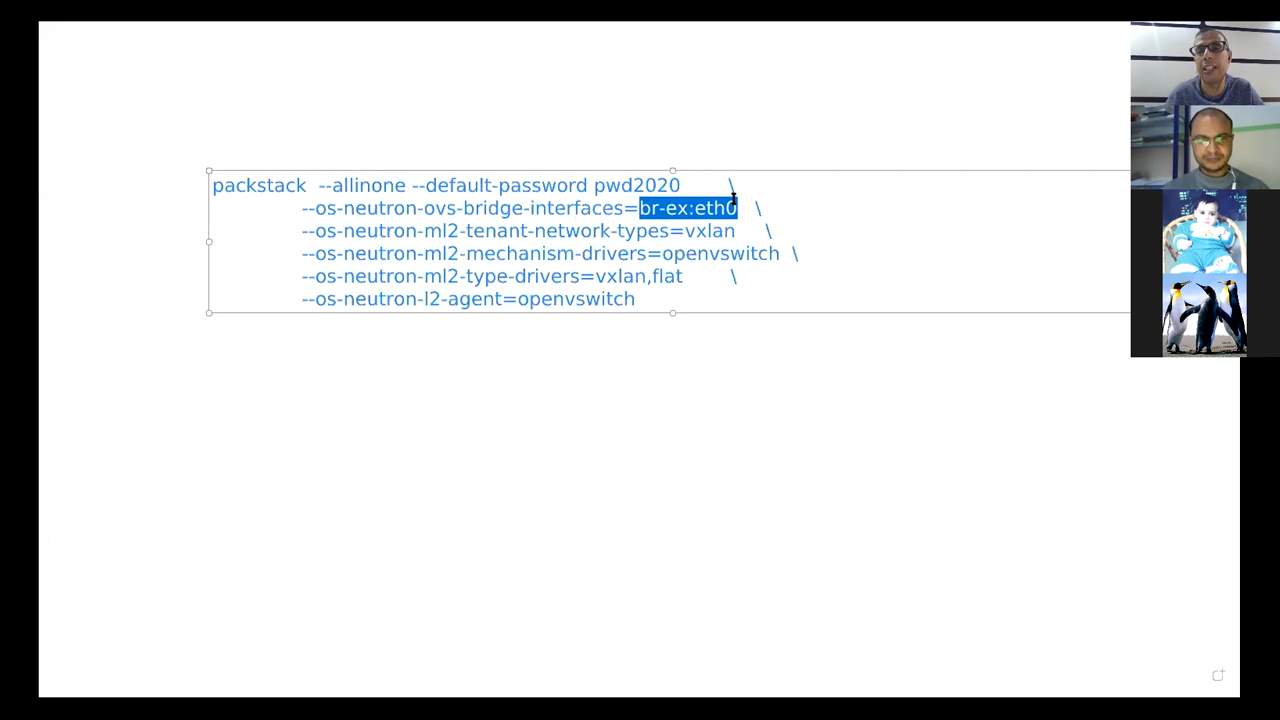 packstack  --allinone --default-password pwd2020 \
--os-neutron-ovs-bridge-interfaces=br-ex:eth0 \
--os-neutron-ml2-tenant-network-types=vxlan \
--os-neutron-ml2-mechanism-drivers=openvswitch \
--os-neutron-ml2-type-drivers=vxlan,flat \
--os-neutron-l2-agent=openvswitch